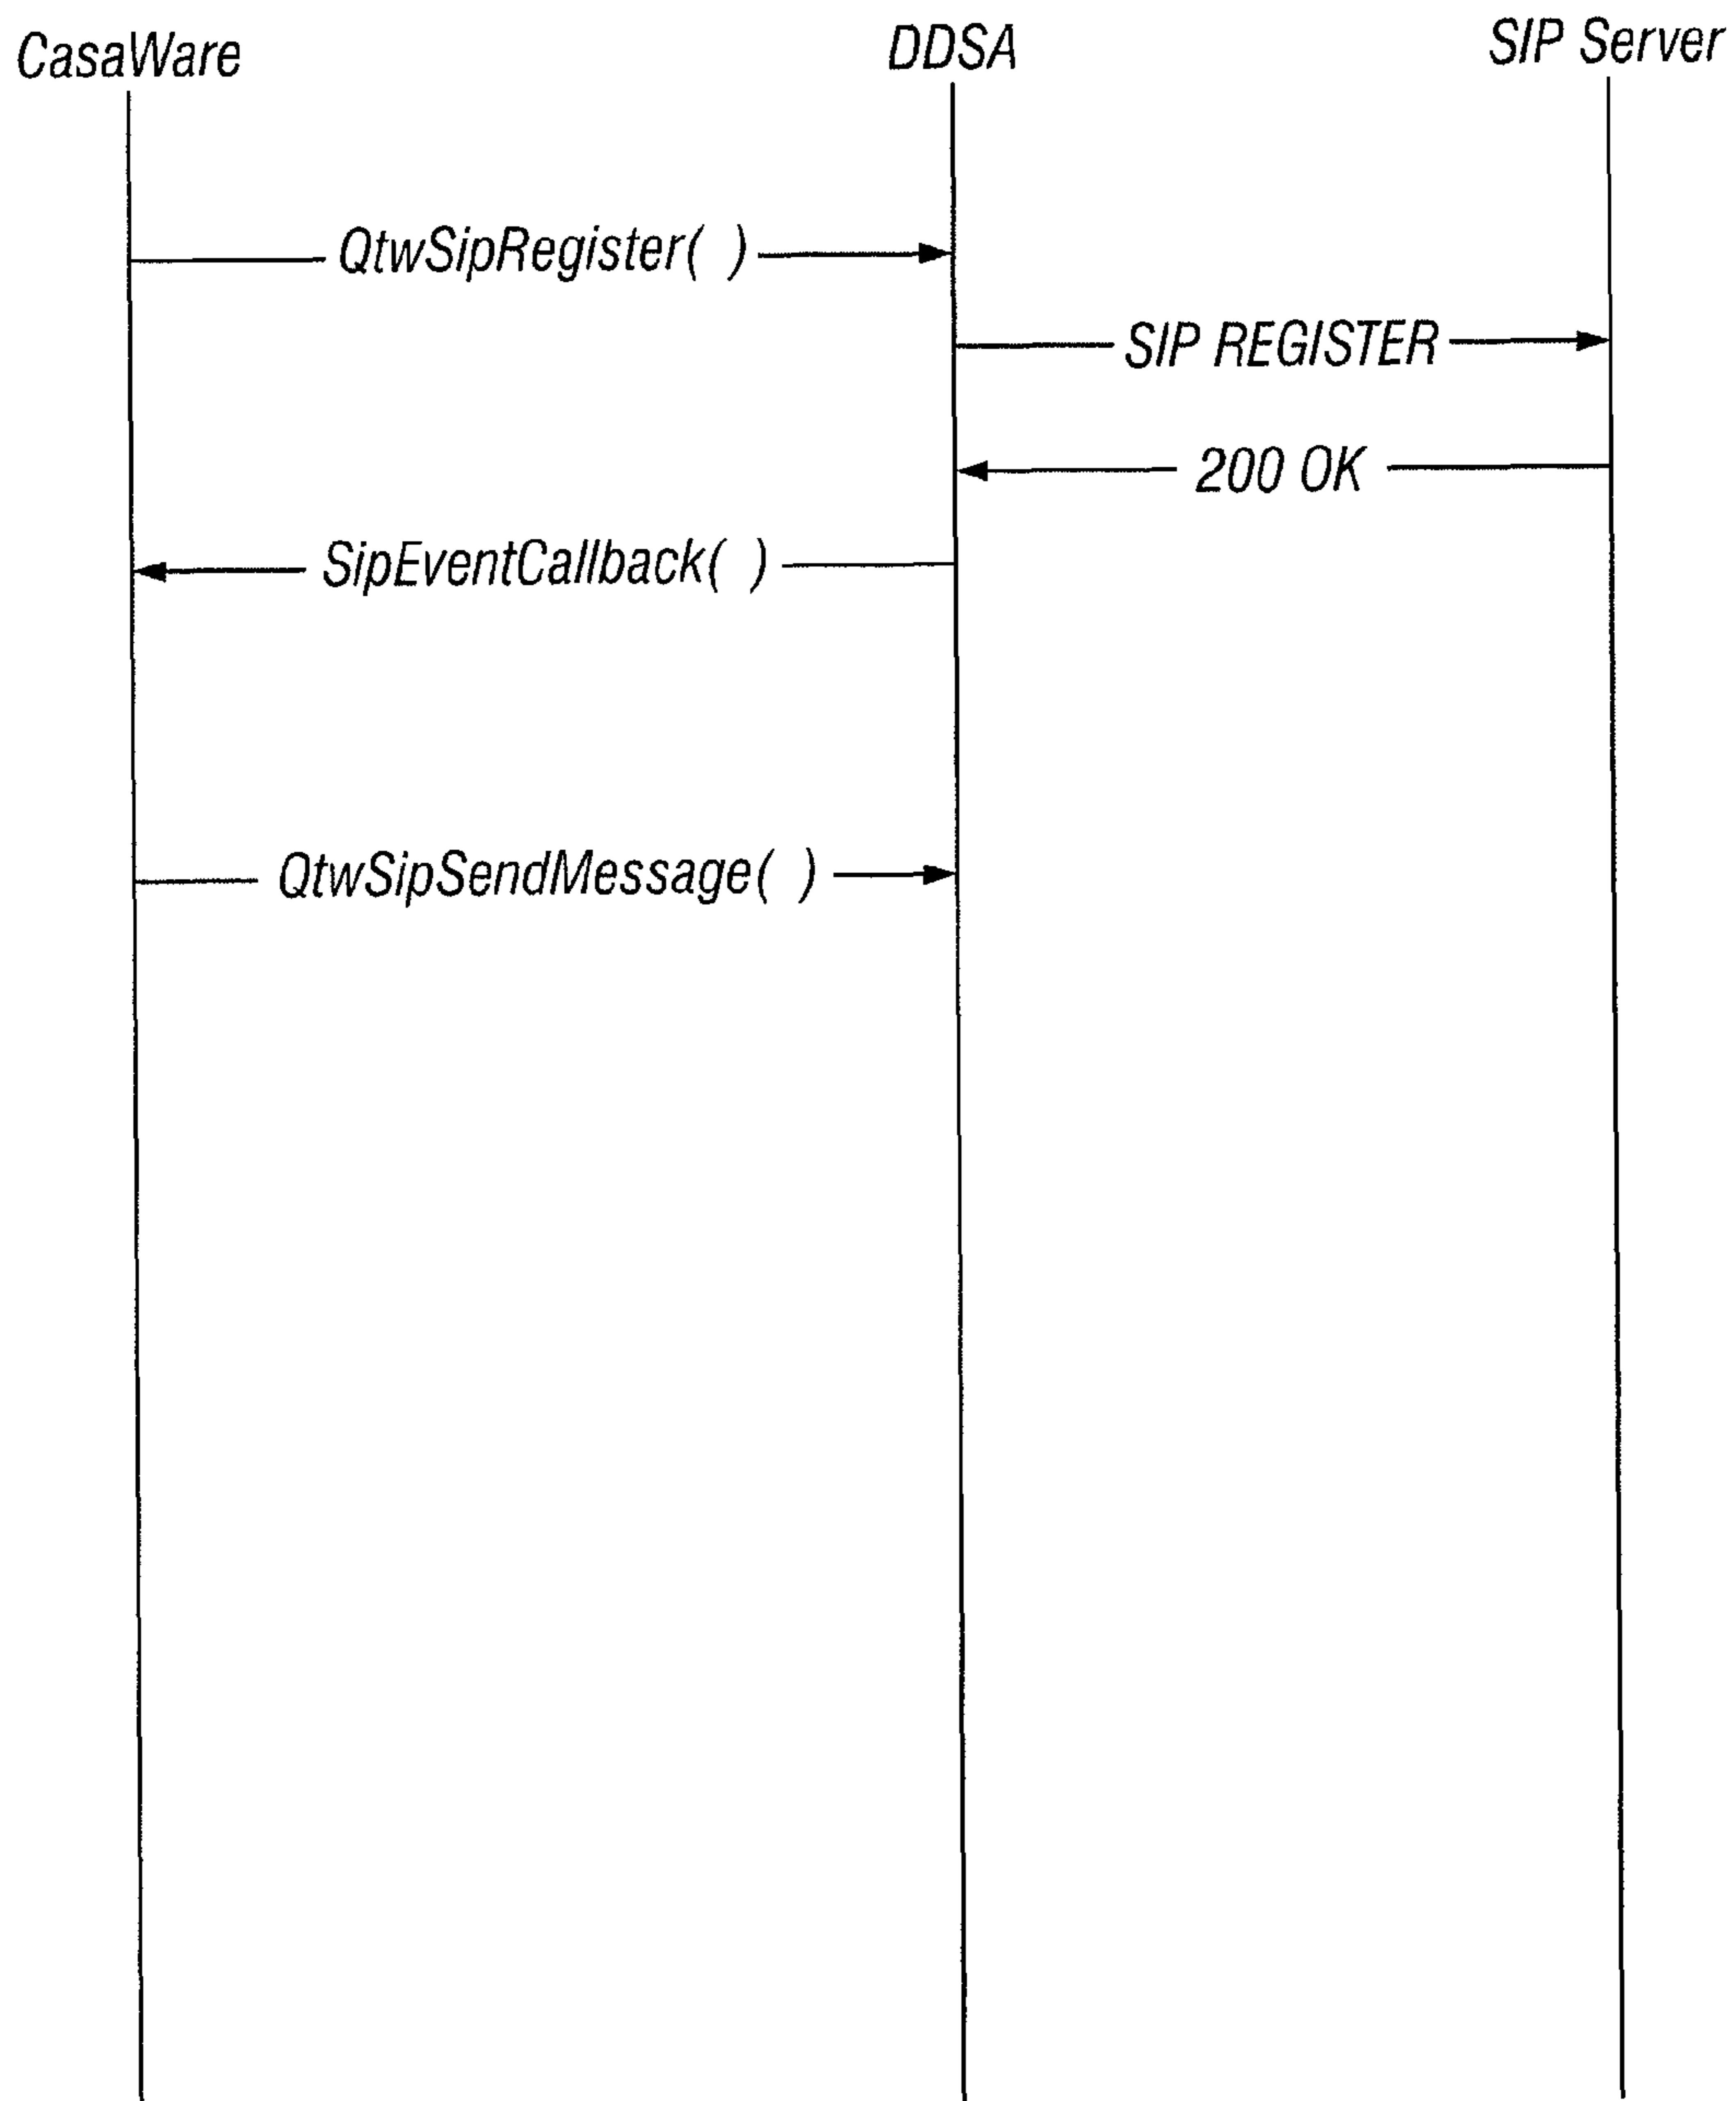 CasaWare DDSA SIP Server
QtwSipRegister( )
SIP REGISTER
200 OK
SipEventCallback( )
QtwSipSendMessage( )